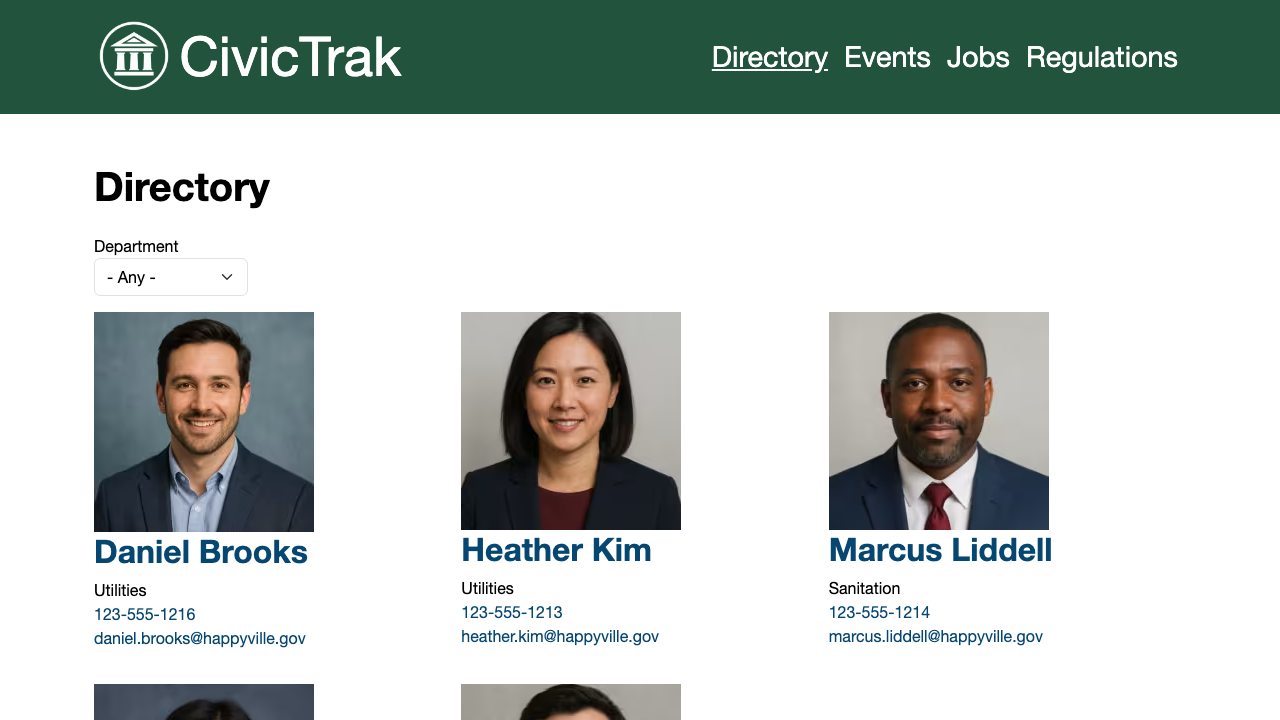 CivicTrak
Directory Events Jobs Regulations
Directory
Department
- Any -
Daniel Brooks
Utilities
123-555-1216
daniel.brooks@happyville.gov
Heather Kim
Utilities
123-555-1213
heather.kim@happyville.gov
Marcus Liddell
Sanitation
123-555-1214
marcus.liddell@happyville.gov